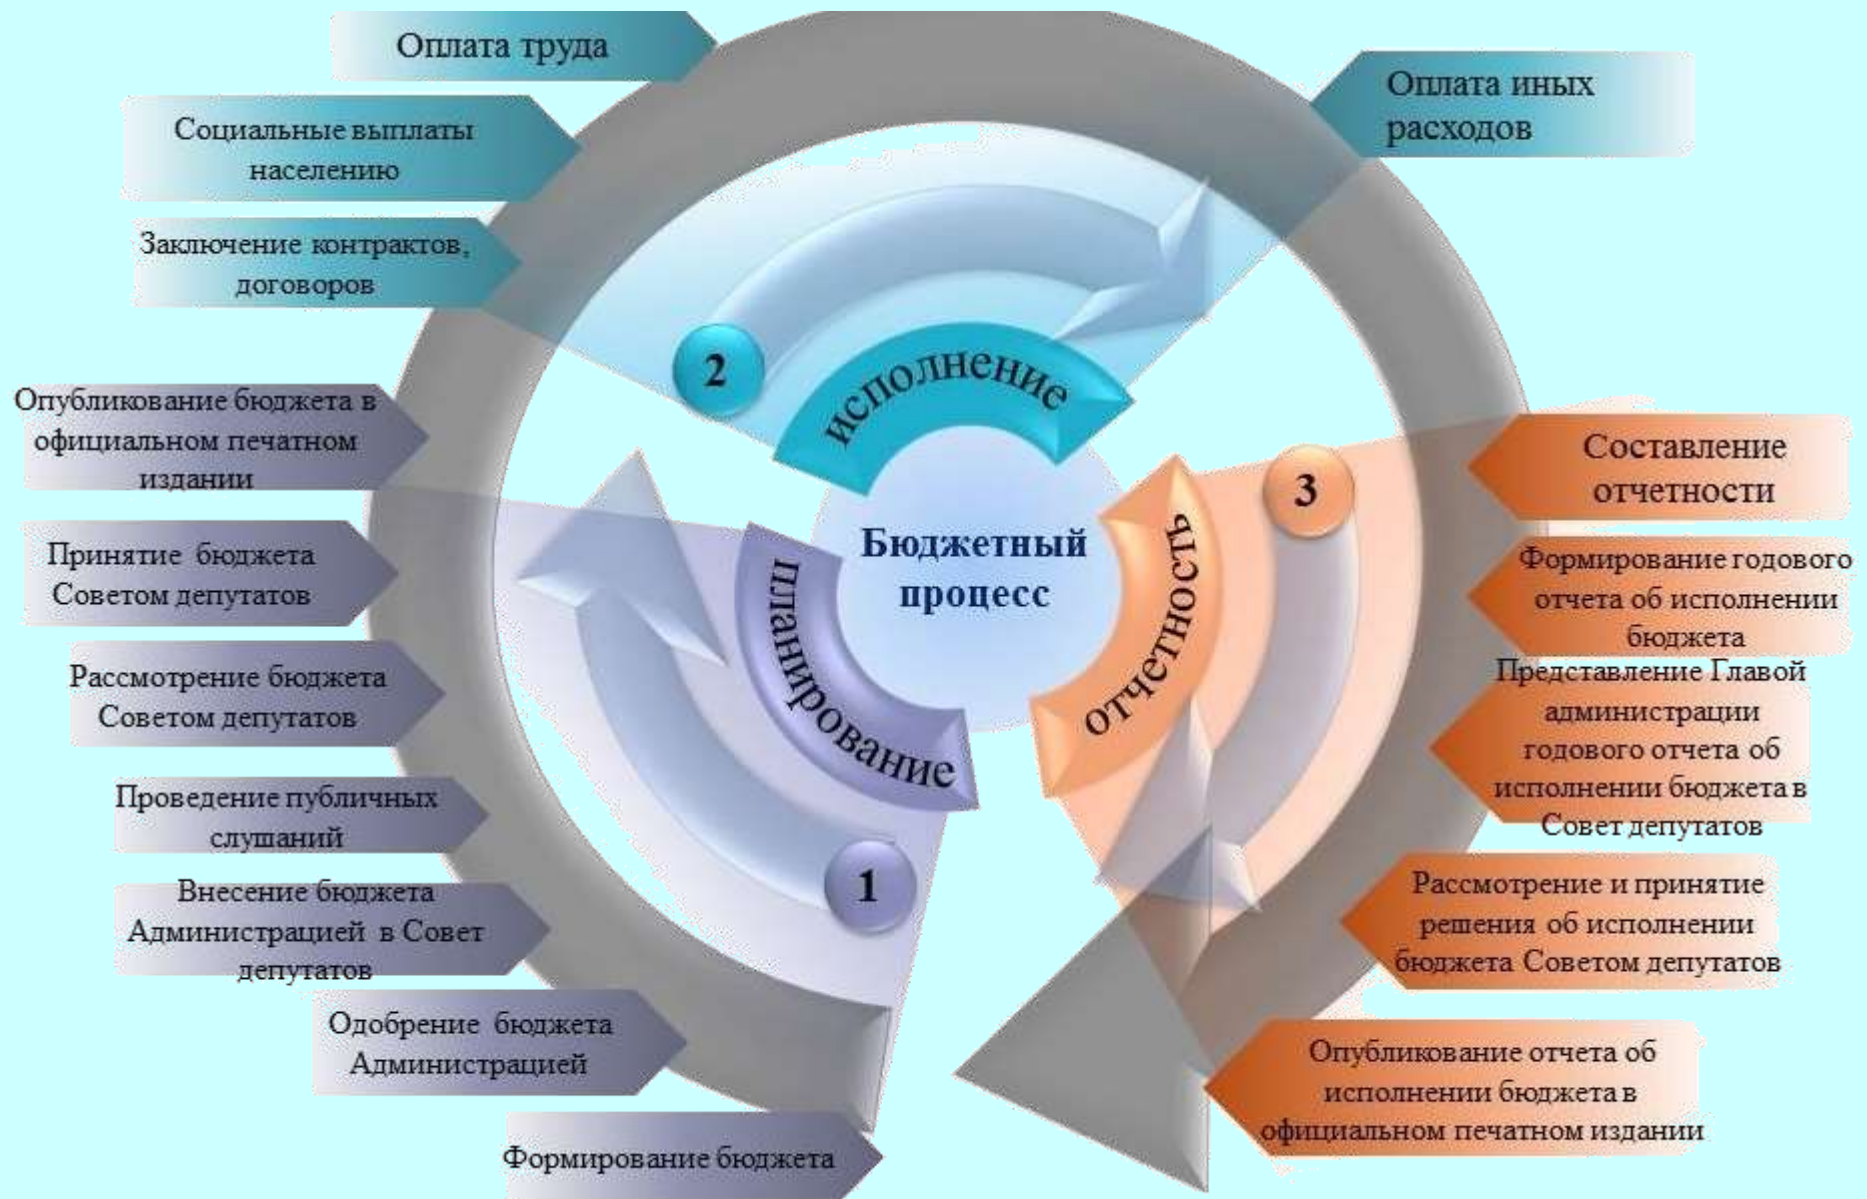 Оплата труда
Социальные выплаты
населению
Заключение контрактов,
договоров
Опубликование бюджета в
официальном печатном
издании
Принятие бюджета
Советом депутатов
Рассмотрение бюджета
Советом депутатов
Проведение публичных
слушаний
Внесение бюджета
Администрацией в Совет
депутатов
Одобрение бюджета
Администрацией
Формирование бюджета
2
исполнение
Бюджетный
процесс
планирование
1
отчетность
3
Оплата иных
расходов
Составление
отчетности
Формирование годового
отчета об исполнении
бюджета
Представление Главой
администрации
годового отчета об
исполнении бюджета в
Совет депутатов
Рассмотрение и принятие
решения об исполнении
бюджета Советом депутатов
Опубликование отчета об
исполнении бюджета в
официальном печатном издании